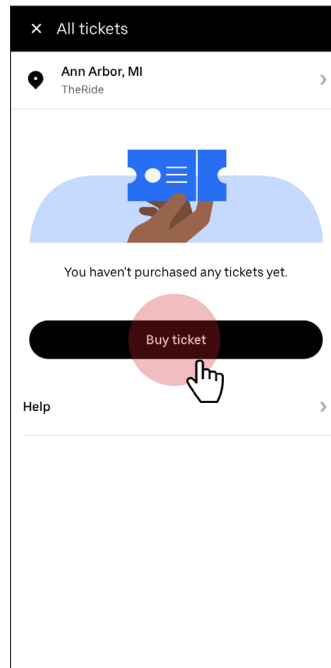 All tickets
Ann Arbor, MI
TheRide
You haven't purchased any tickets yet.
Buy ticket
Help